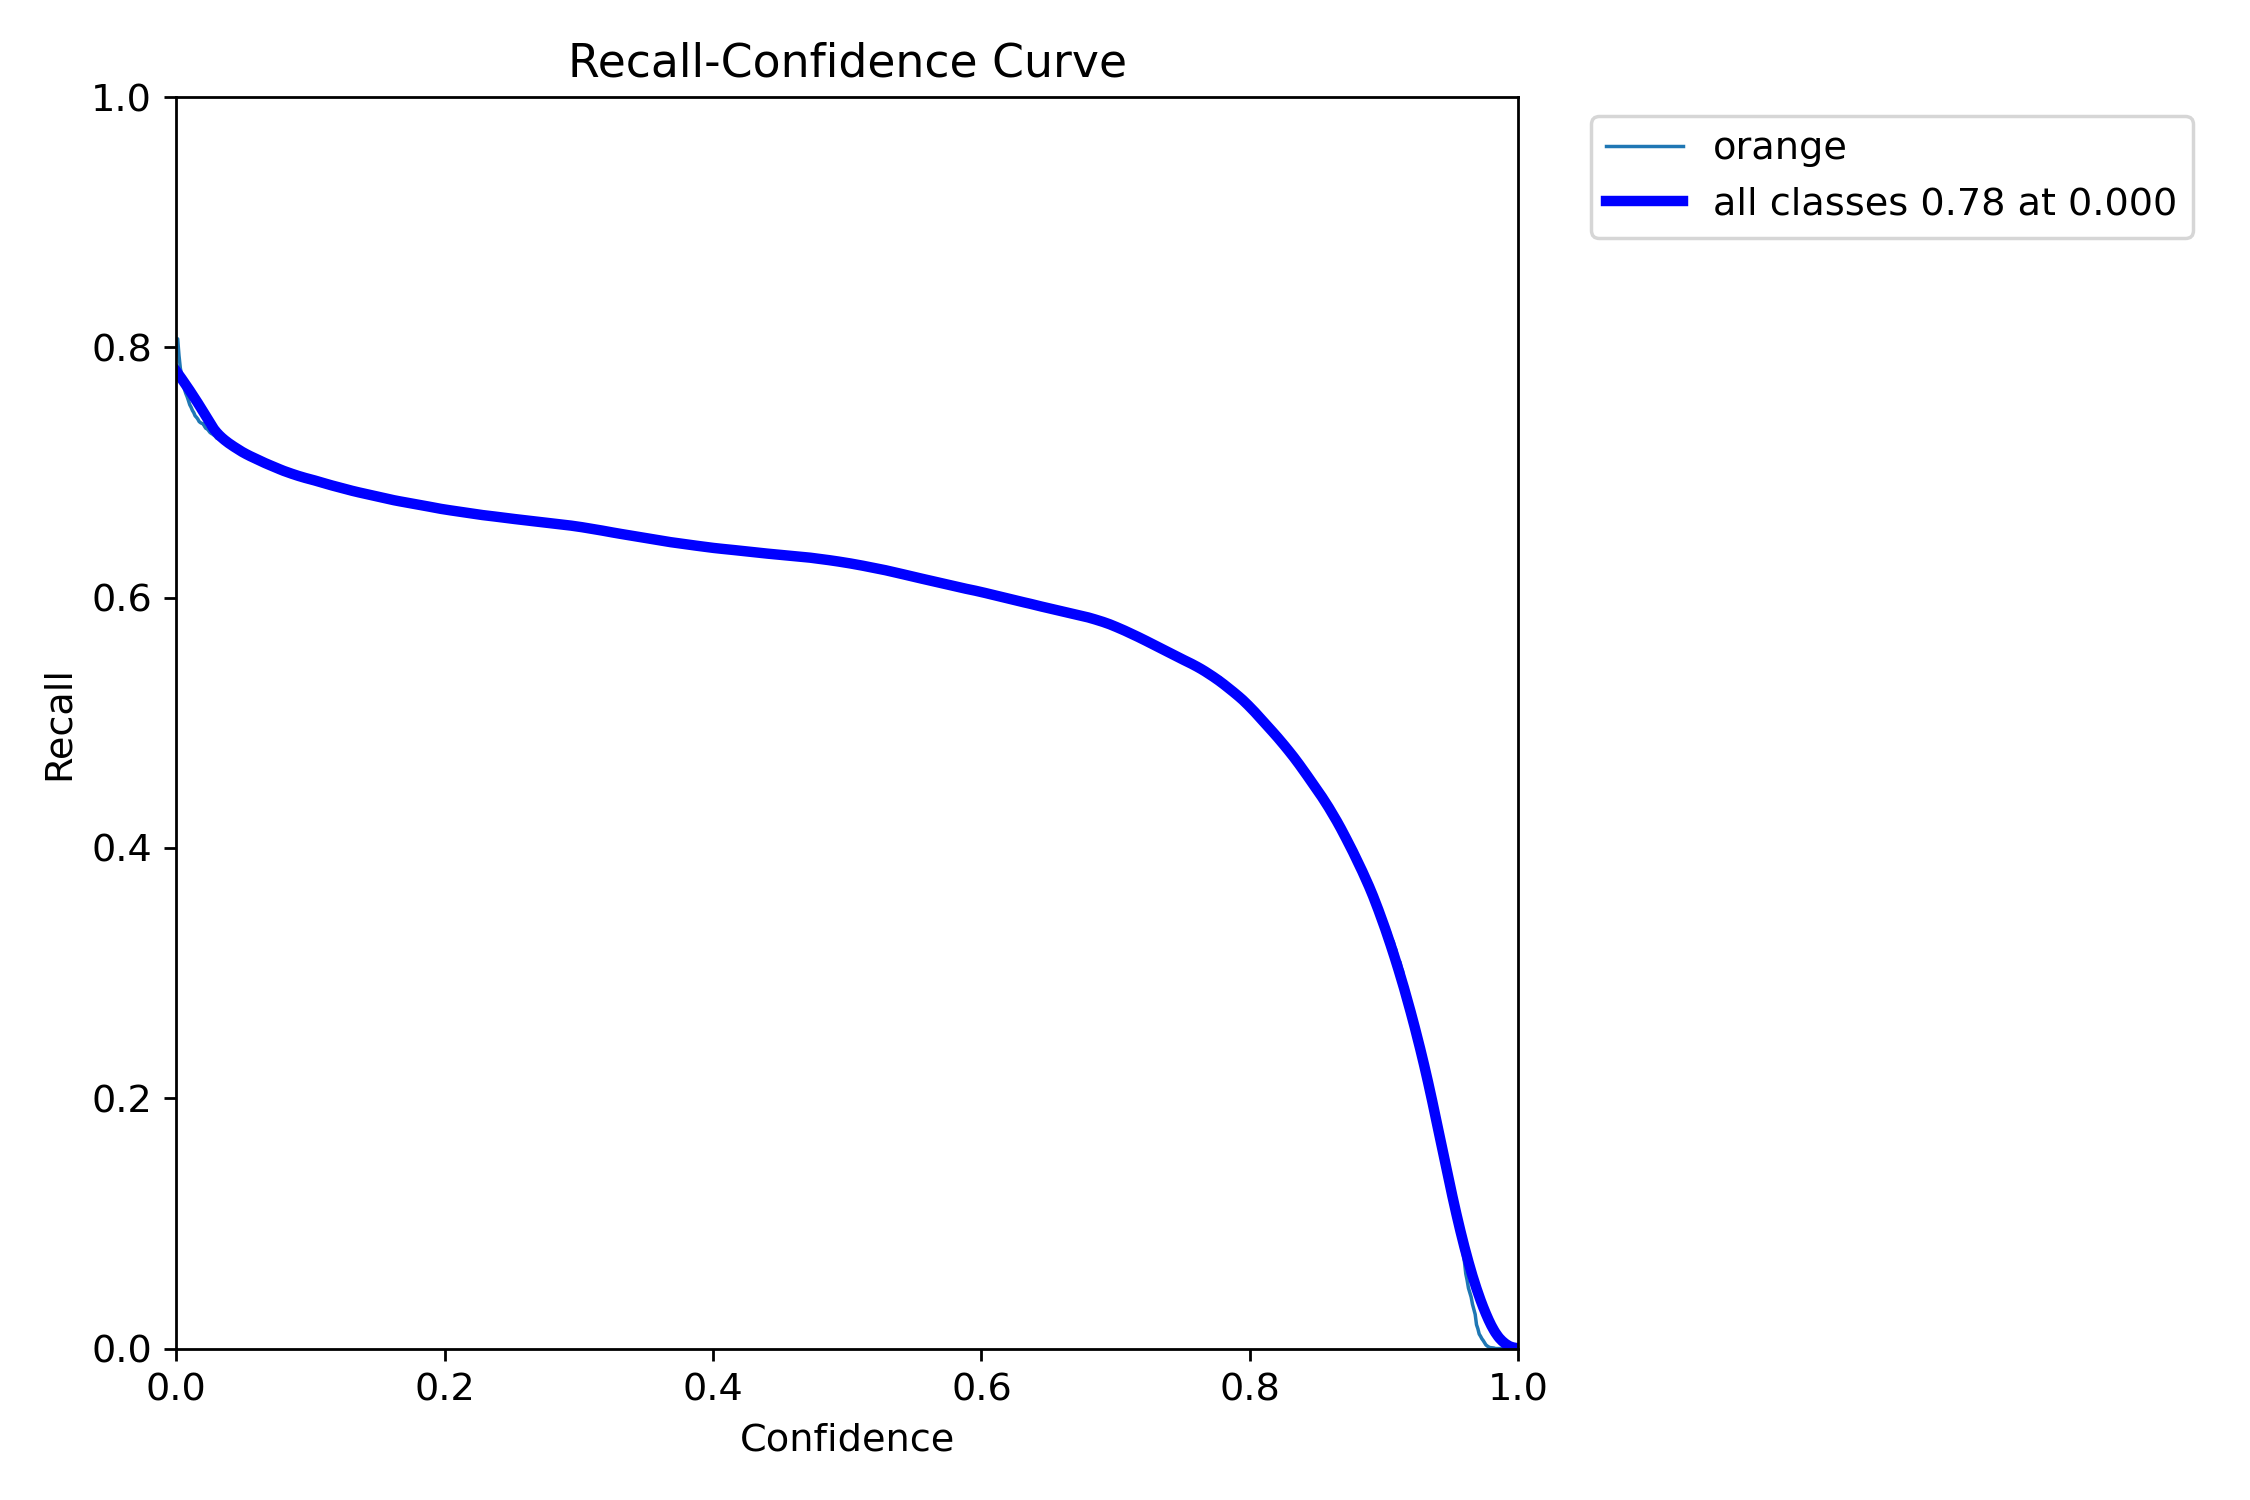 Recall-Confidence Curve
1.0
0.8
0.6
0.4
0.2
0.0
Recall
0.0 0.2 0.4 0.6 0.8 1.0
Confidence
orange
all classes 0.78 at 0.000